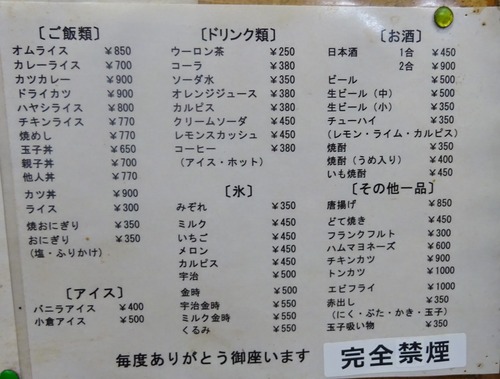 〔ご飯類〕
オムライス ￥850
カレーライス ￥700
カツカレー ￥900
ドライカツ ￥900
ハヤシライス ￥800
チキンライス ￥770
焼めし ￥770
玉子丼 ￥650
親子丼 ￥700
他人丼 ￥770
カツ丼 ￥900
ライス ￥300
焼おにぎり ￥350
おにぎり ￥350
(塩・ふりかけ)
〔アイス〕
バニラアイス ￥400
小倉アイス ￥500
〔ドリンク類〕
ウーロン茶 ￥250
コーラ ￥380
ソーダ水 ￥350
オレンジジュース ￥380
カルピス ￥380
クリームソーダ ￥450
レモンスカッシュ ￥450
コーヒー ￥380
(アイス・ホット)
〔氷〕
みぞれ ￥350
ミルク ￥450
いちご ￥450
メロン ￥450
カルピス ￥450
宇治 ￥450
金時 ￥500
宇治金時 ￥550
ミルク金時 ￥550
くるみ ￥550
〔お酒〕
日本酒 1合 ￥450
2合 ￥900
ビール ￥500
生ビール（中） ￥500
生ビール（小） ￥350
チューハイ ￥350
(レモン・ライム・カルピス)
焼酎 ￥350
焼酎（うめ入り） ￥400
いも焼酎 ￥350
〔その他一品〕
唐揚げ ￥850
どて焼き ￥450
フランクフルト ￥300
ハムマヨネーズ ￥600
チキンカツ ￥900
トンカツ ￥1000
エビフライ ￥1000
赤出し ￥350
(にく・ぶた・かき・玉子)
玉子吸い物 ￥350
毎度ありがとう御座います
完全禁煙